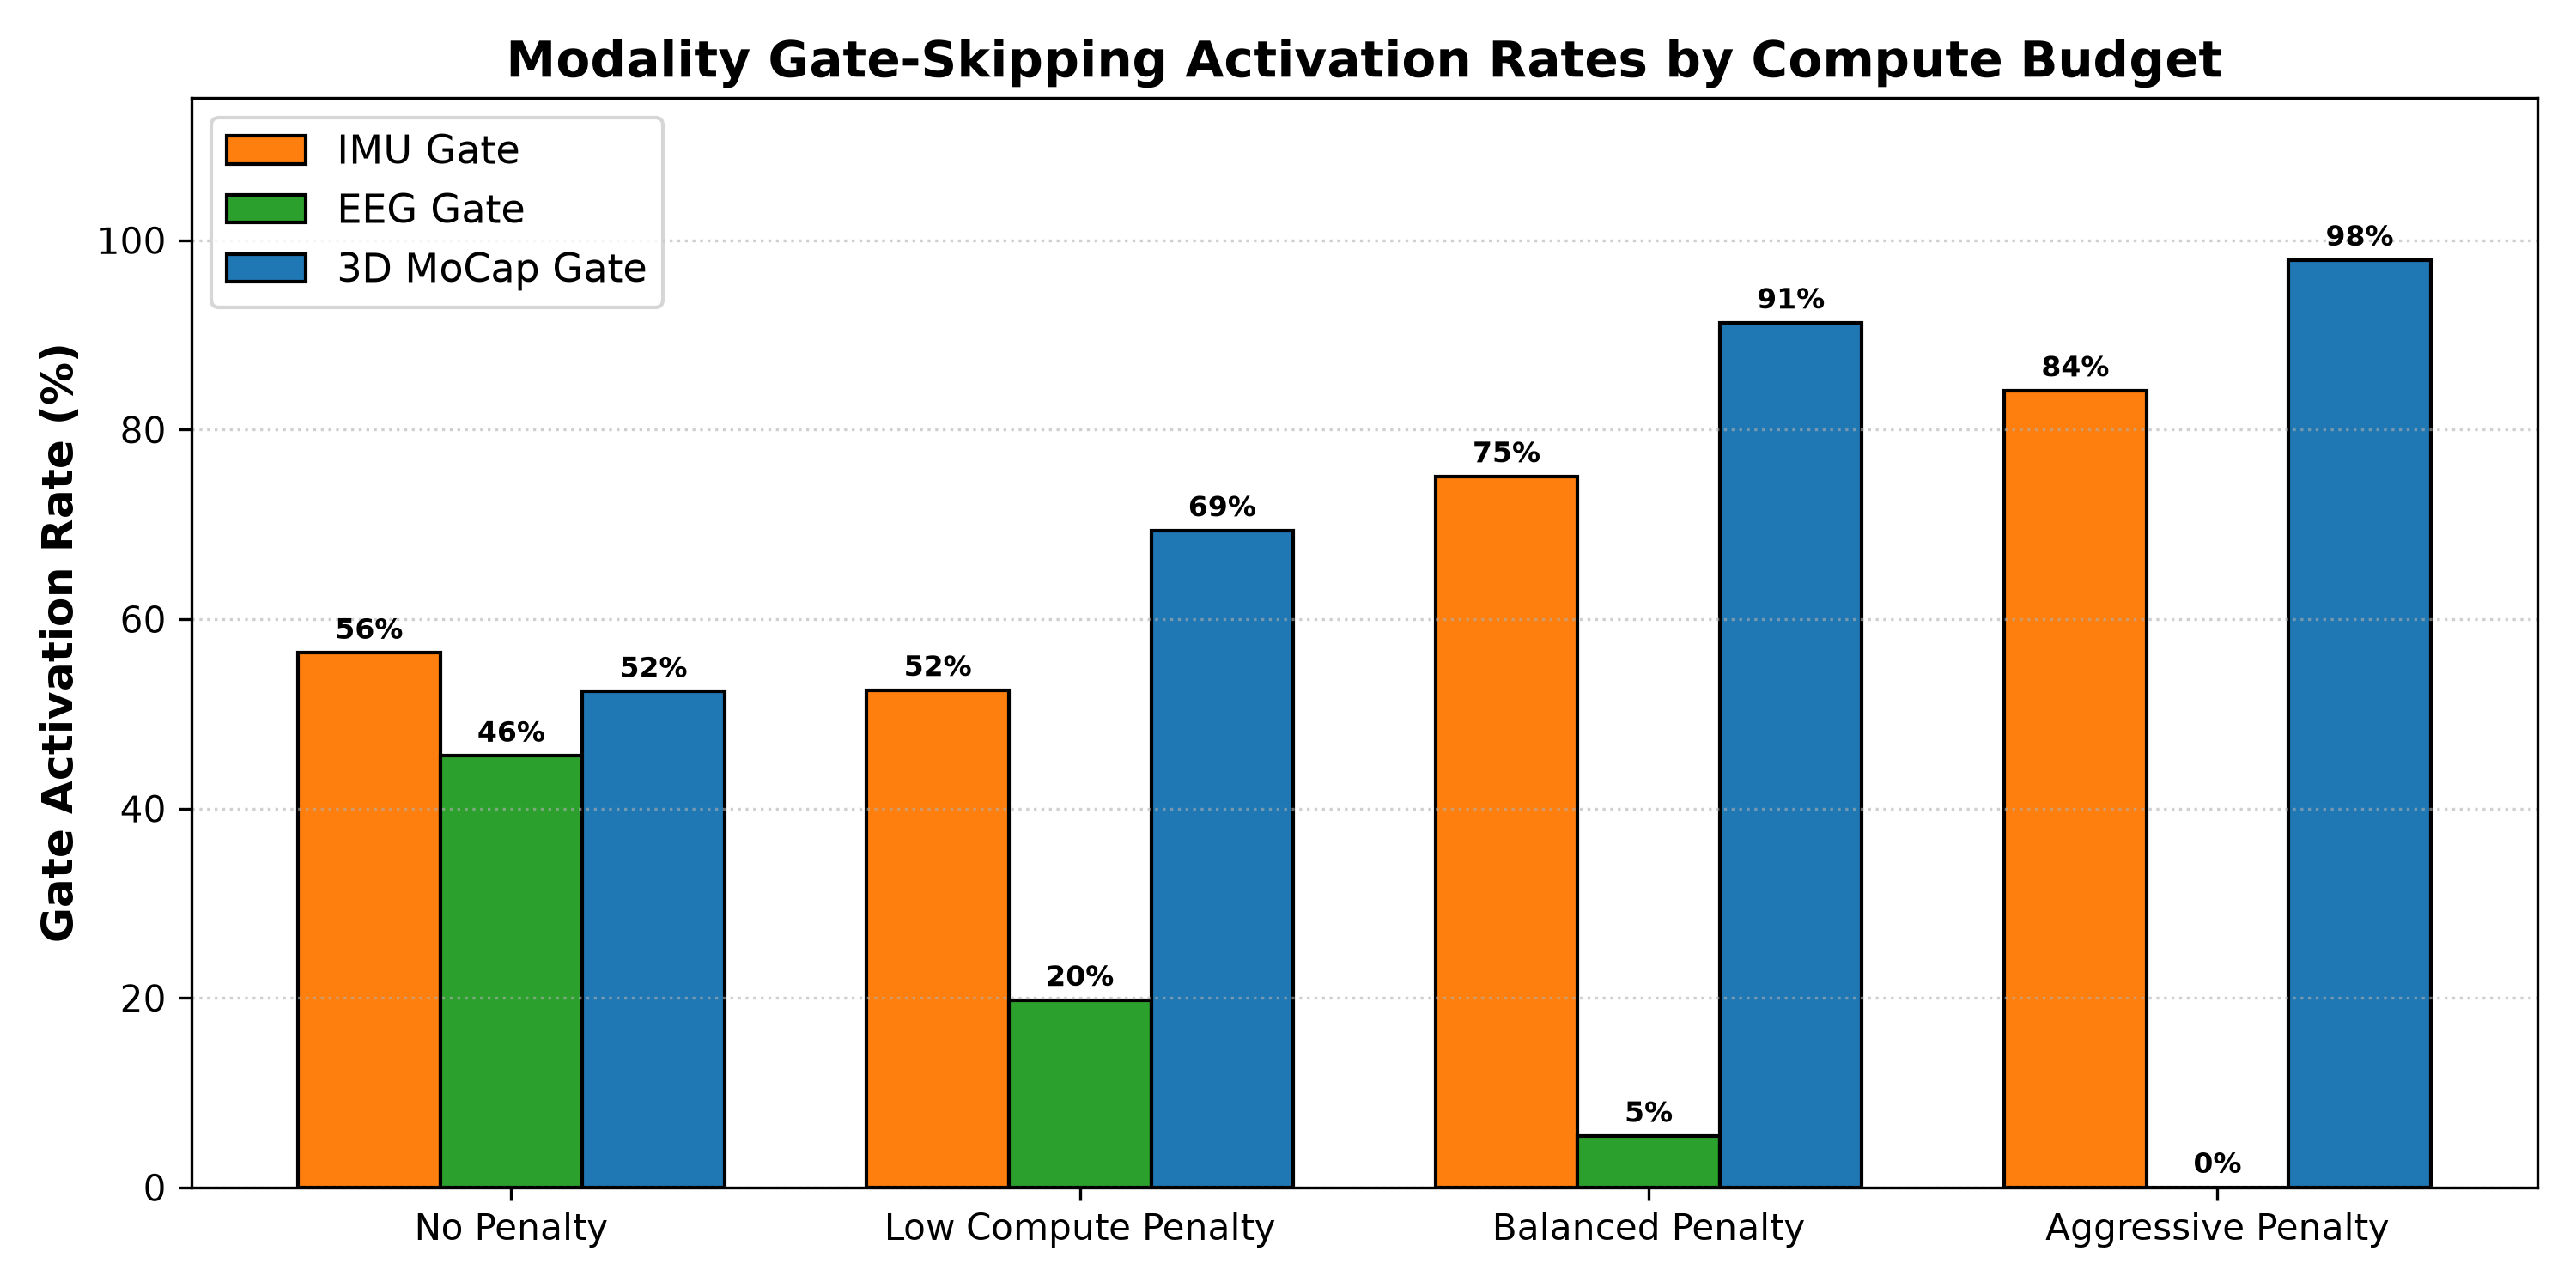 Modality Gate-Skipping Activation Rates by Compute Budget
IMU Gate
EEG Gate
3D MoCap Gate
Gate Activation Rate (%)
100
80
60
40
20
0
56%
46%
52%
52%
20%
69%
75%
5%
91%
84%
0%
98%
No Penalty
Low Compute Penalty
Balanced Penalty
Aggressive Penalty